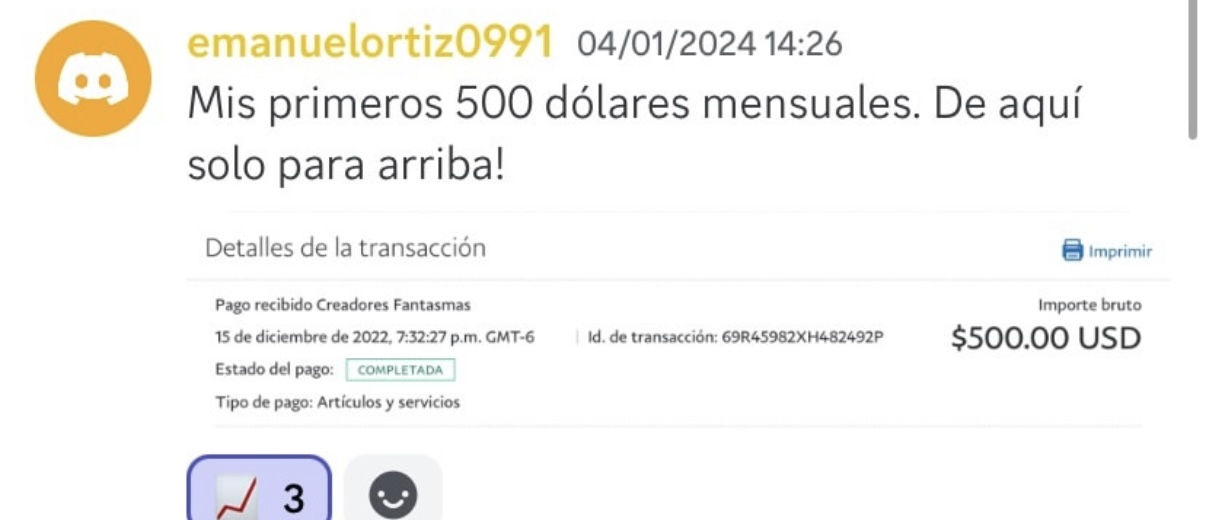 emanuelortiz0991 04/01/2024 14:26
Mis primeros 500 dólares mensuales. De aquí
solo para arriba!
Detalles de la transacción
Imprimir
Pago recibido Creadores Fantasmas
Importe bruto
15 de diciembre de 2022, 7:32:27 p.m. GMT-6 | Id. de transacción: 69R45982XH482492P
$500.00 USD
Estado del pago: COMPLETADA
Tipo de pago: Artículos y servicios
3